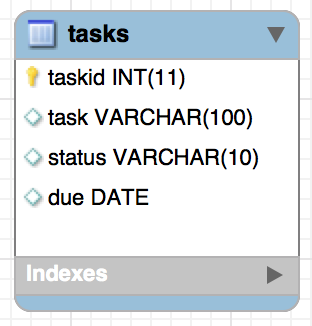 tasks
taskid INT(11)
task VARCHAR(100)
status VARCHAR(10)
due DATE
Indexes